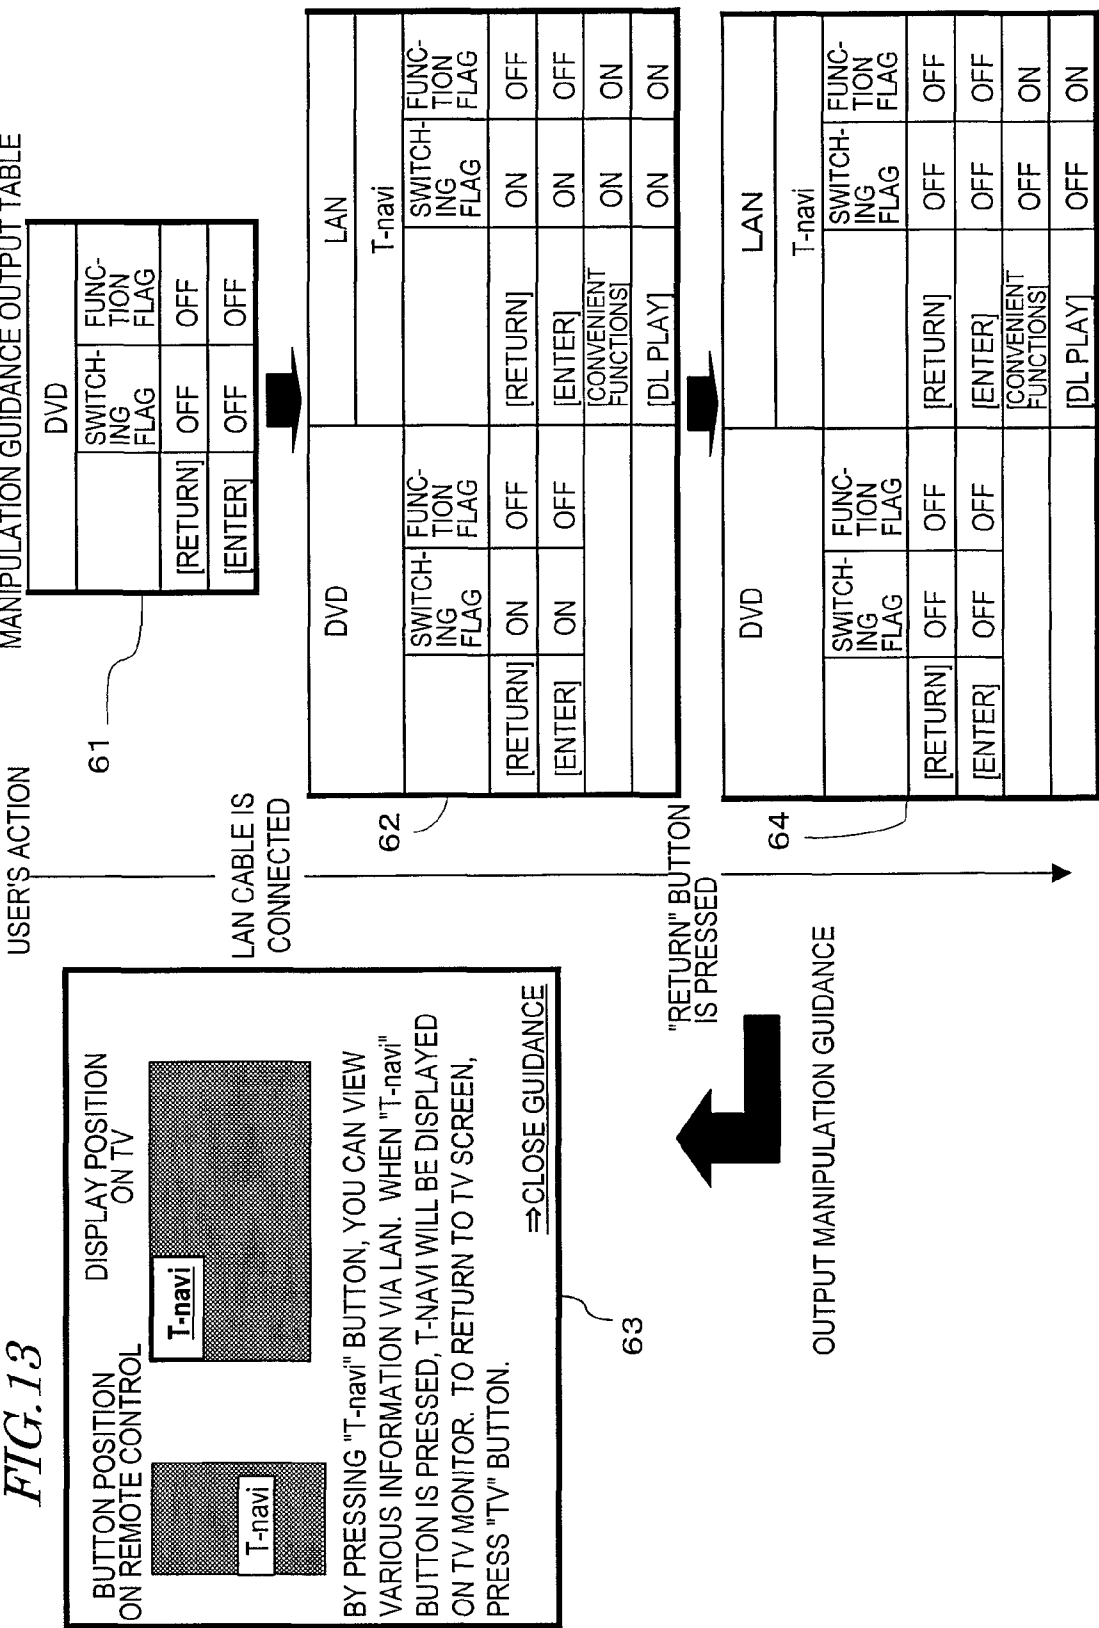 FIG.13
BUTTON POSITION
ON REMOTE CONTROL
DISPLAY POSITION
ON TV
T-navi
T-navi
BY PRESSING "T-navi" BUTTON, YOU CAN VIEW
VARIOUS INFORMATION VIA LAN. WHEN "T-navi"
BUTTON IS PRESSED, T-NAVI WILL BE DISPLAYED
ON TV MONITOR. TO RETURN TO TV SCREEN,
PRESS "TV" BUTTON.
⇒CLOSE GUIDANCE
63
OUTPUT MANIPULATION GUIDANCE
USER'S ACTION
LAN CABLE IS
CONNECTED
"RETURN" BUTTON
IS PRESSED
MANIPULATION GUIDANCE OUTPUT TABLE
61
DVD
SWITCH-
ING
FLAG
FUNC-
TION
FLAG
[RETURN] OFF OFF
[ENTER] OFF OFF
62
DVD
LAN
T-navi
SWITCH-
ING
FLAG
FUNC-
TION
FLAG
SWITCH-
ING
FLAG
FUNC-
TION
FLAG
[RETURN] ON OFF [RETURN] ON OFF
[ENTER] ON OFF [ENTER] ON OFF
[CONVENIENT
FUNCTIONS] ON ON
[DL PLAY] ON ON
64
DVD
LAN
T-navi
SWITCH-
ING
FLAG
FUNC-
TION
FLAG
SWITCH-
ING
FLAG
FUNC-
TION
FLAG
[RETURN] OFF OFF [RETURN] OFF OFF
[ENTER] OFF OFF [ENTER] OFF OFF
[CONVENIENT
FUNCTIONS] OFF ON
[DL PLAY] OFF ON